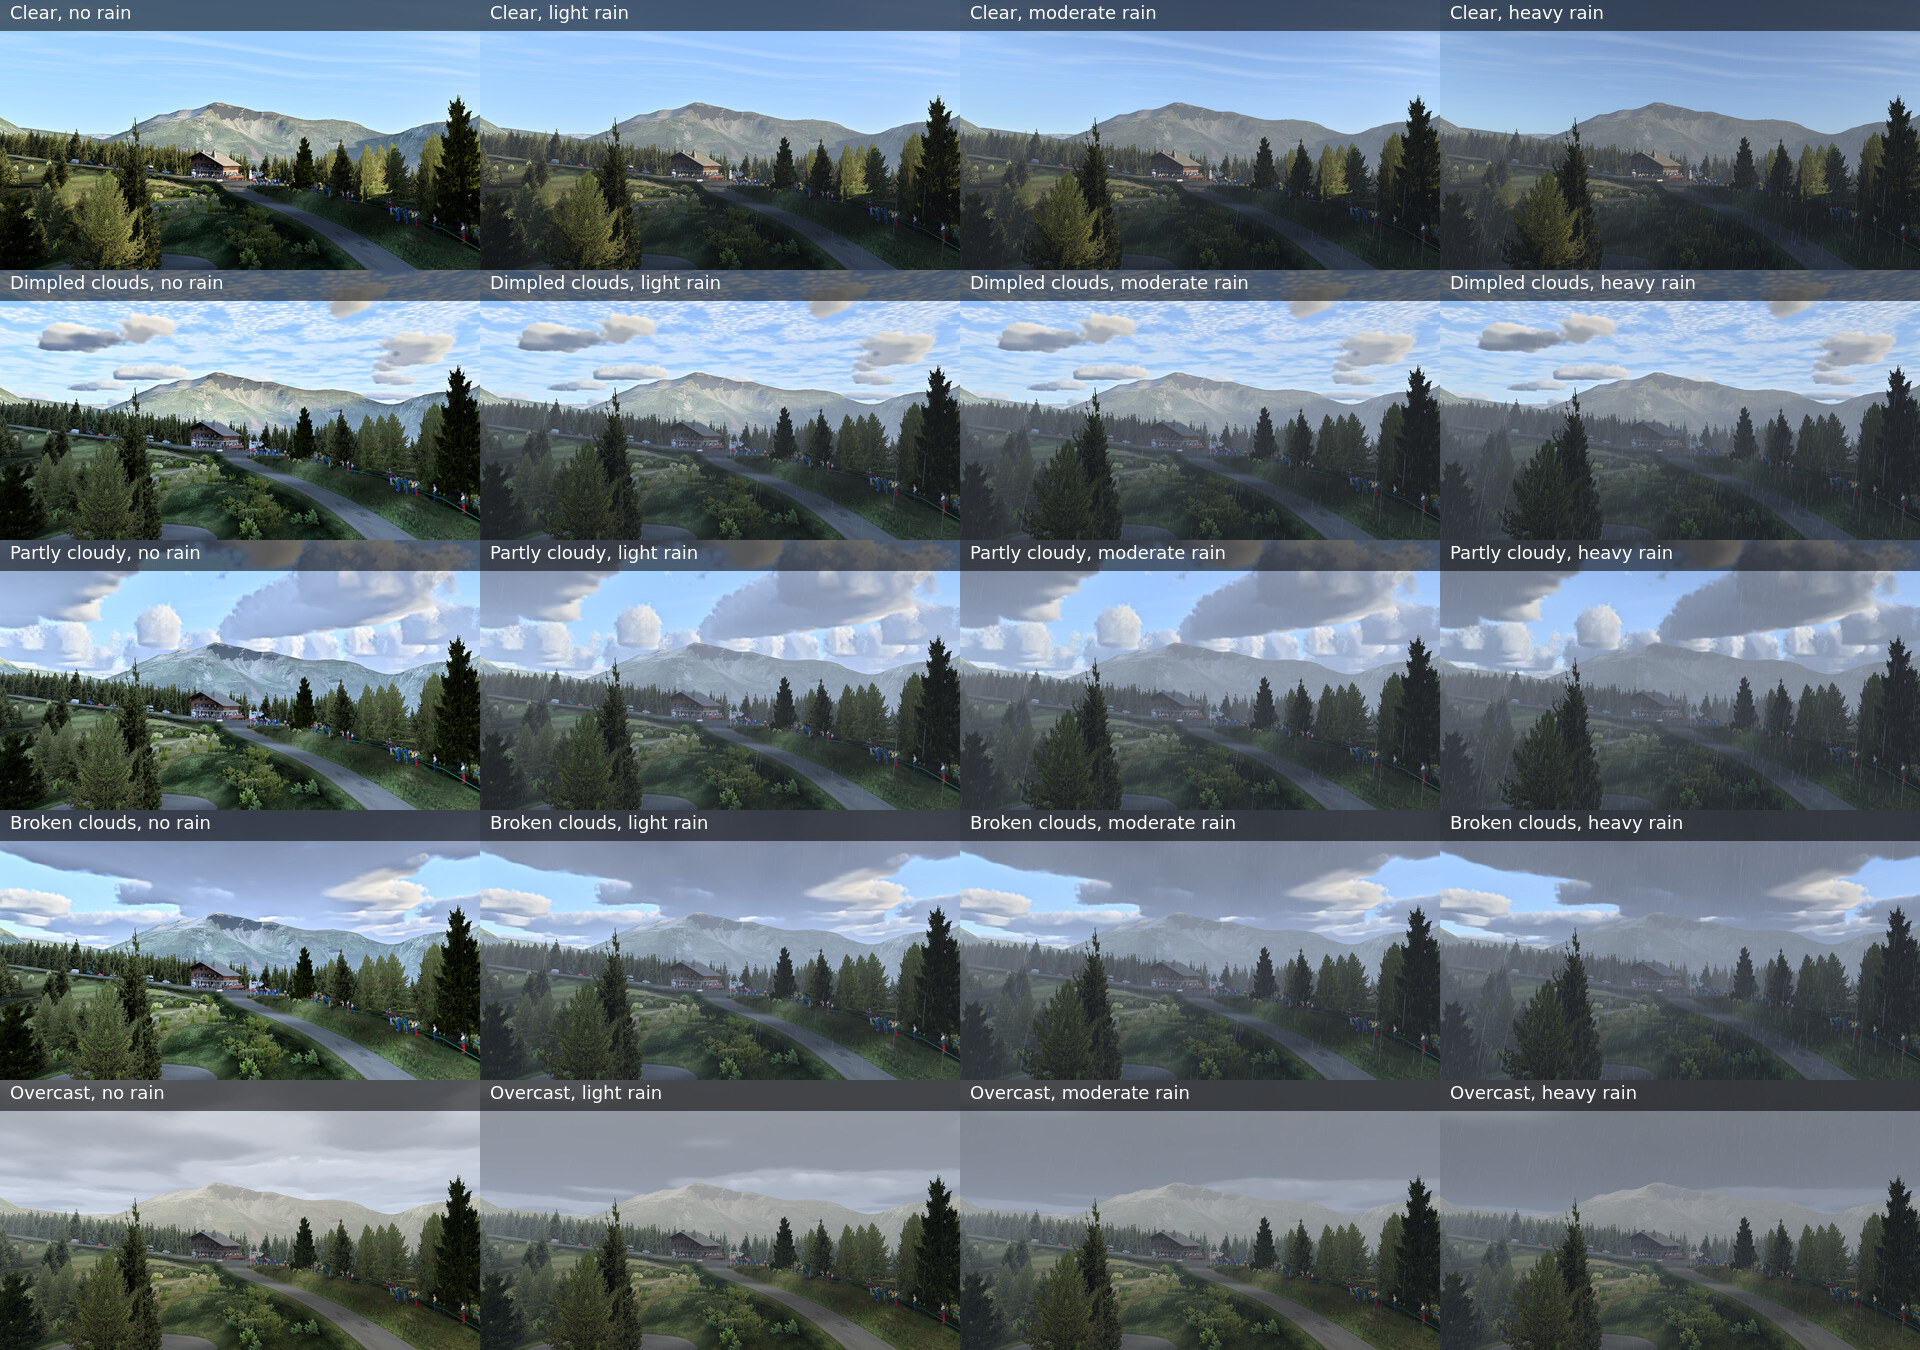 Clear, no rain
Clear, light rain
Clear, moderate rain
Clear, heavy rain
Dimpled clouds, no rain
Dimpled clouds, light rain
Dimpled clouds, moderate rain
Dimpled clouds, heavy rain
Partly cloudy, no rain
Partly cloudy, light rain
Partly cloudy, moderate rain
Partly cloudy, heavy rain
Broken clouds, no rain
Broken clouds, light rain
Broken clouds, moderate rain
Broken clouds, heavy rain
Overcast, no rain
Overcast, light rain
Overcast, moderate rain
Overcast, heavy rain